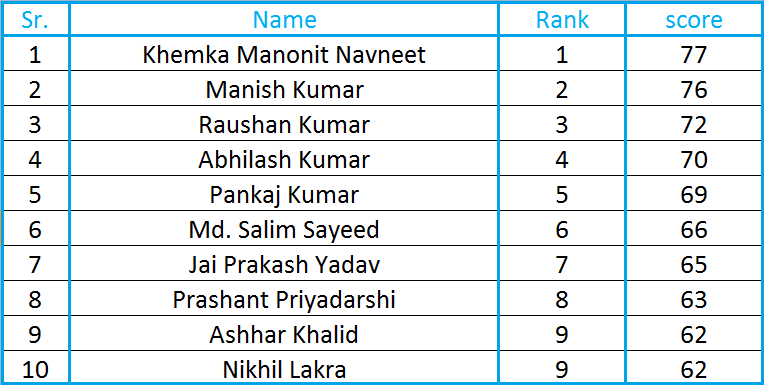 Sr. Name Rank score
1 Khemka Manonit Navneet 1 77
2 Manish Kumar 2 76
3 Raushan Kumar 3 72
4 Abhilash Kumar 4 70
5 Pankaj Kumar 5 69
6 Md. Salim Sayeed 6 66
7 Jai Prakash Yadav 7 65
8 Prashant Priyadarshi 8 63
9 Ashhar Khalid 9 62
10 Nikhil Lakra 9 62